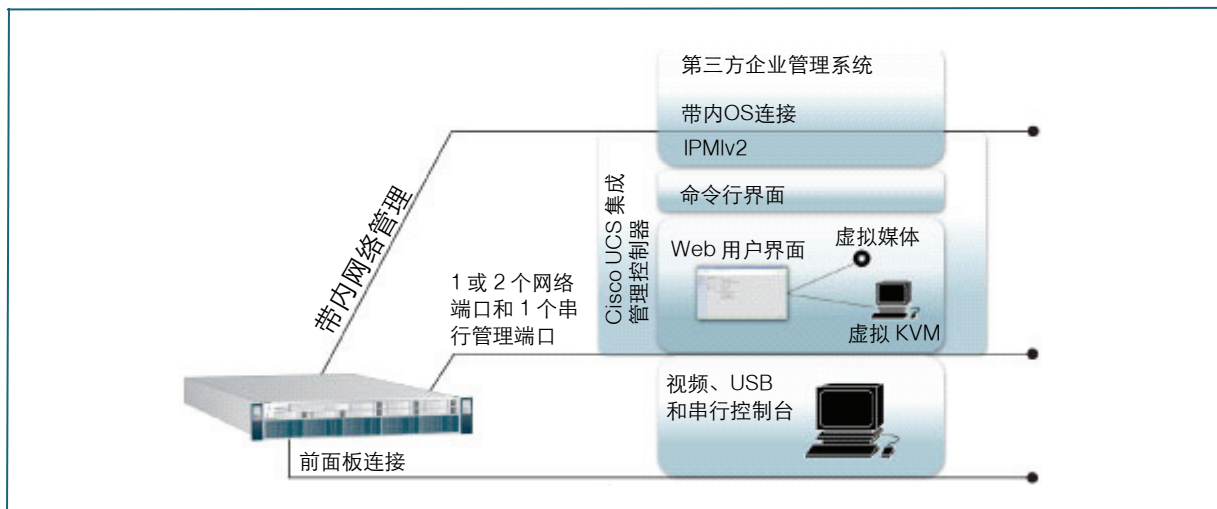 第三方企业管理系统
带内OS连接
IPMIv2
命令行界面
Cisco UCS 集成
管理控制器
Web 用户界面
虚拟媒体
虚拟 KVM
带内网络管理
1 或 2 个网络
端口和 1 个串
行管理端口
视频、USB
和串行控制台
前面板连接